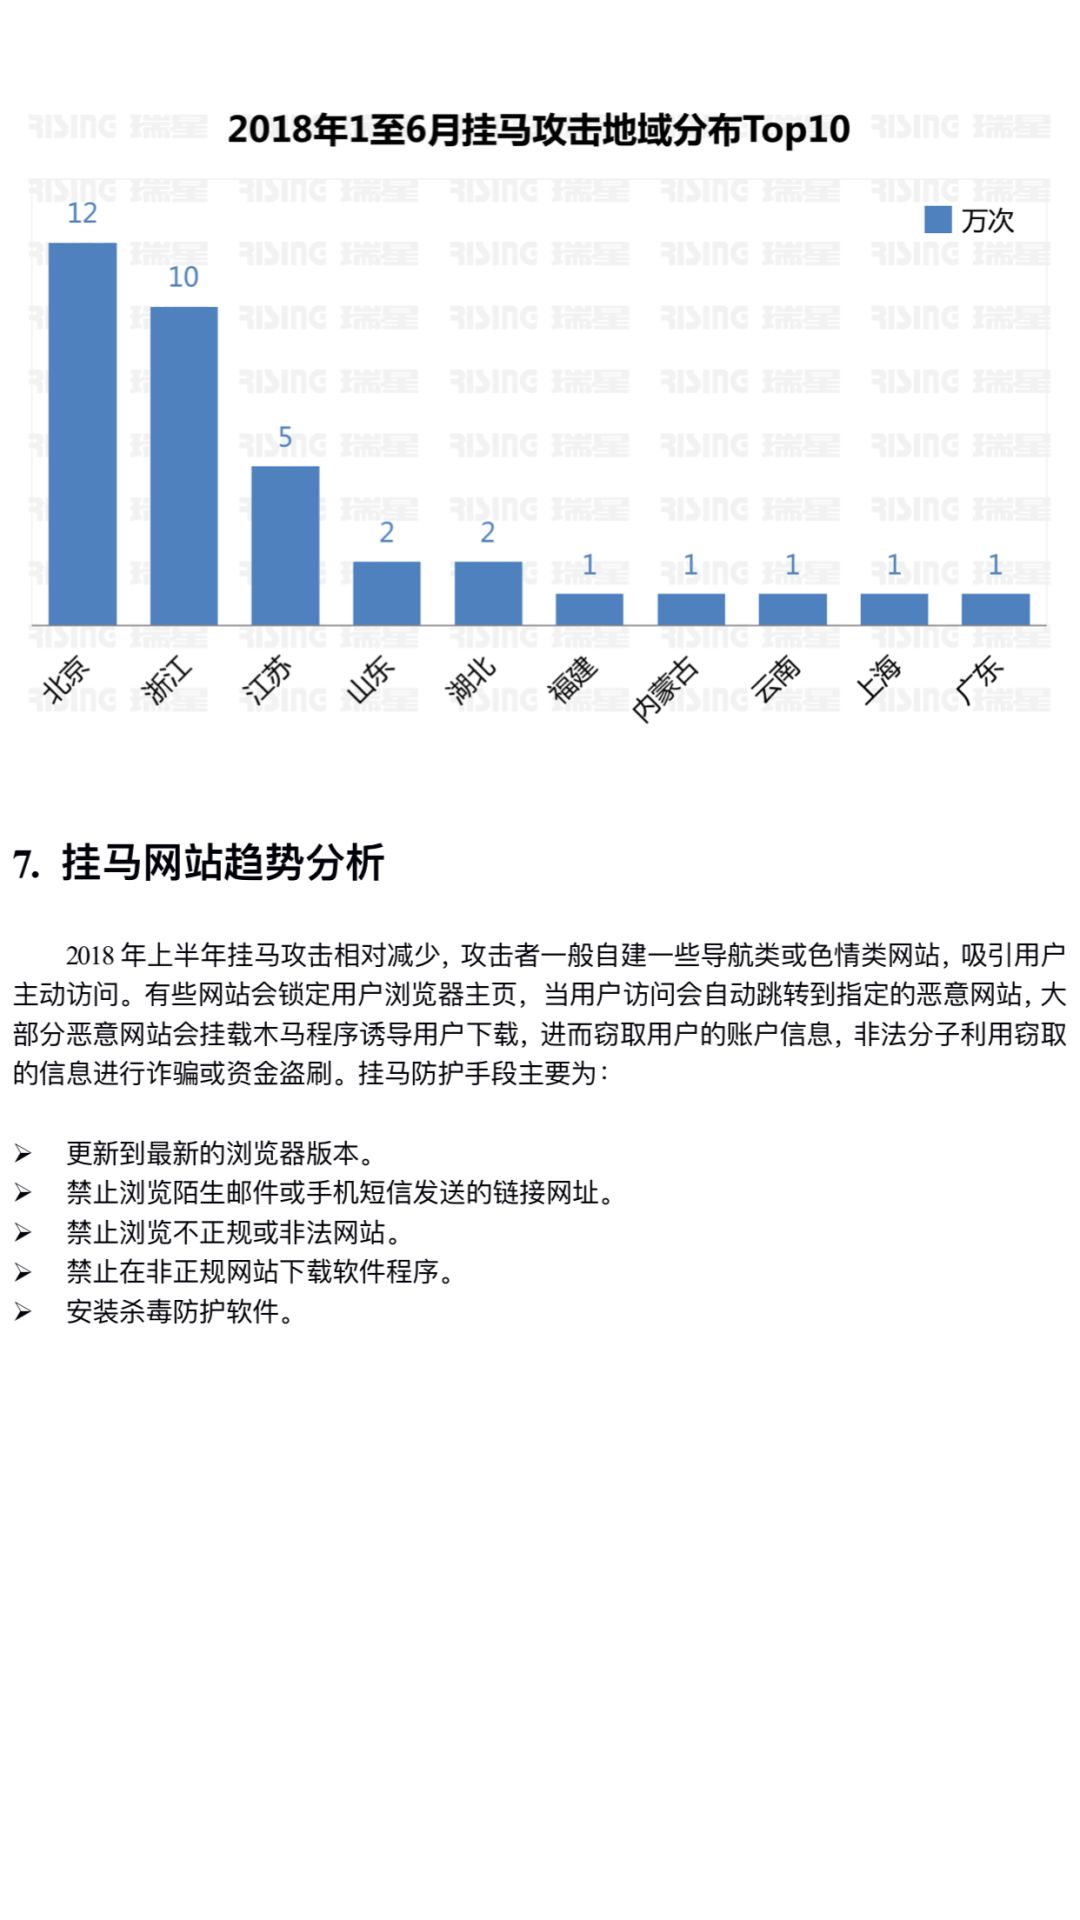 2018年1至6月挂马攻击地域分布Top10
RISING 瑞星
万次
12
10
5
2
2
1
1
1
1
1
北京
浙江
江苏
山东
湖北
福建
内蒙古
云南
上海
广东
7. 挂马网站趋势分析
2018 年上半年挂马攻击相对减少，攻击者一般自建一些导航类或色情类网站，吸引用户
主动访问。有些网站会锁定用户浏览器主页，当用户访问会自动跳转到指定的恶意网站，大
部分恶意网站会挂载木马程序诱导用户下载，进而窃取用户的账户信息，非法分子利用窃取
的信息进行诈骗或资金盗刷。挂马防护手段主要为：
➢ 更新到最新的浏览器版本。
➢ 禁止浏览陌生邮件或手机短信发送的链接网址。
➢ 禁止浏览不正规或非法网站。
➢ 禁止在非正规网站下载软件程序。
➢ 安装杀毒防护软件。